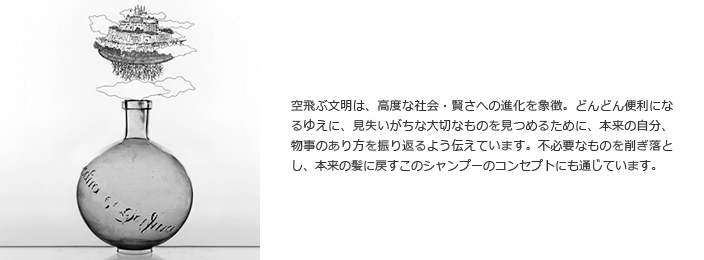 空飛ぶ文明は、高度な社会・賢さへの進化を象徴。どんどん便利にな
るゆえに、見失いがちな大切なものを見つめるために、本来の自分、
物事のあり方を振り返るよう伝えています。不必要なものを削ぎ落と
し、本来の髪に戻すこのシャンプーのコンセプトにも通じています。